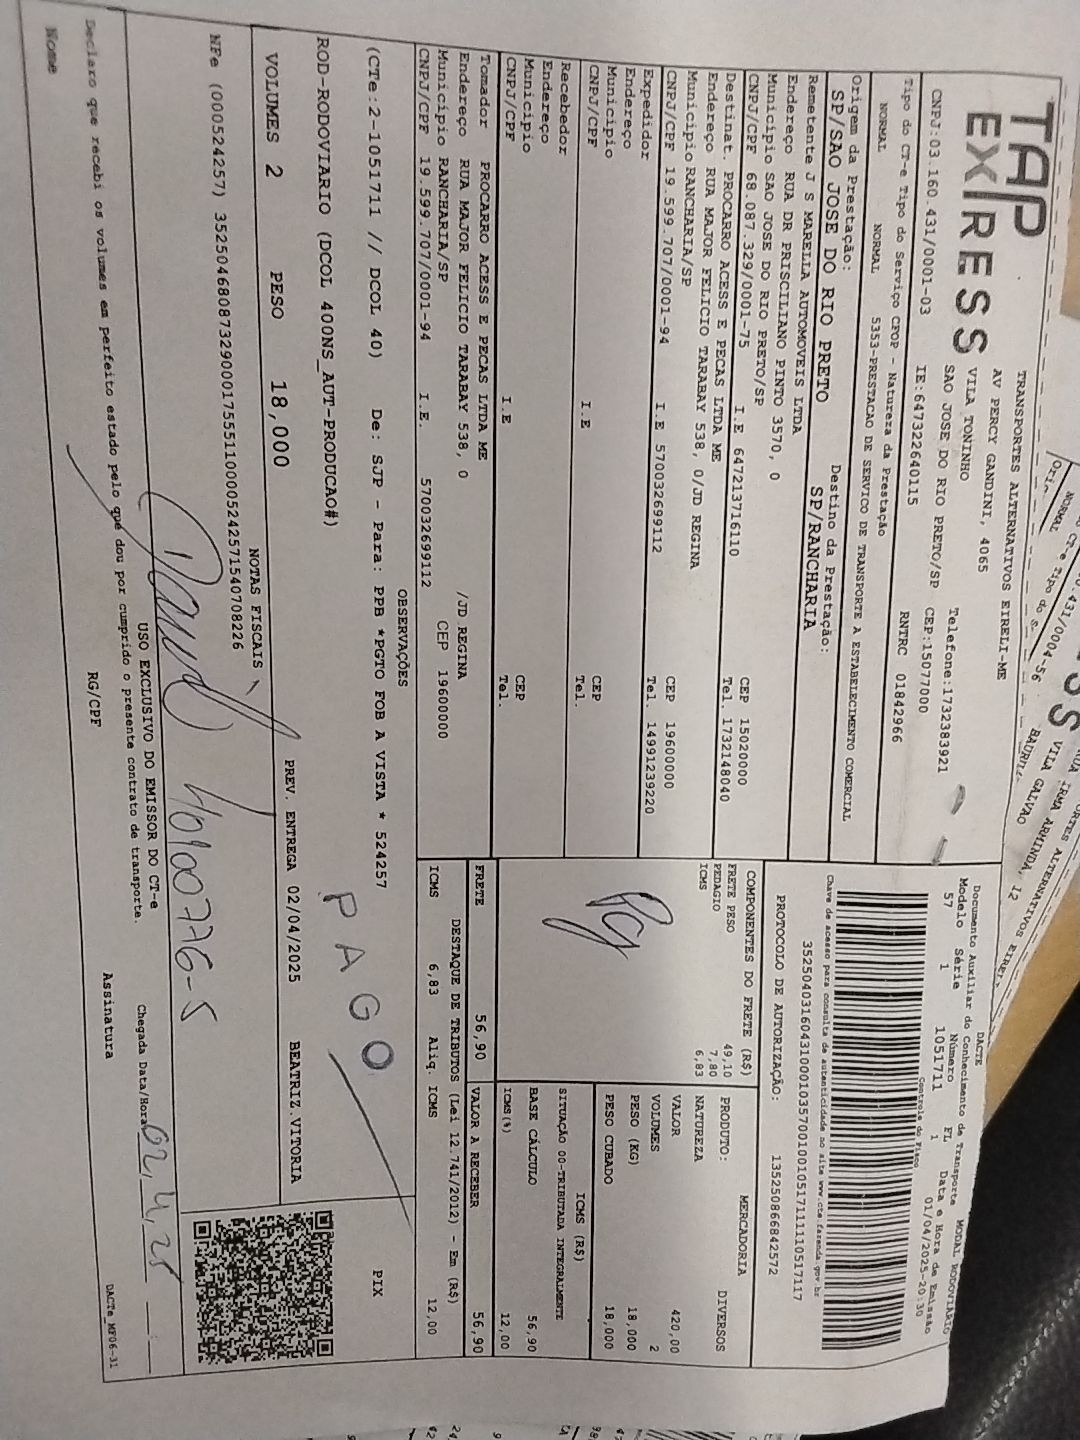 TAP EXPRESS
TRANSPORTES ALTERNATIVOS EIRELI-ME
AV PERCY GANDINI, 4065
VILA TONINHO
SAO JOSE DO RIO PRETO/SP
Telefone:1732383921
CEP:15077000
CNPJ:03.160.431/0001-03 IE:647322640115
RNTRC 01842966
Tipo do CT-e Tipo do Serviço CFOP - Natureza da Prestação
NORMAL NORMAL 5353-PRESTACAO DE SERVICO DE TRANSPORTE A ESTABELECIMENTO COMERCIAL
Origem da Prestação: Destino da Prestação:
SP/SAO JOSE DO RIO PRETO SP/RANCHARIA
Remetente J S MARELLA AUTOMOVEIS LTDA
Endereço RUA DR PRISCILIANO PINTO 3570, 0
Municipio SAO JOSE DO RIO PRETO/SP CEP 15020000
CNPJ/CPF 68.087.329/0001-75 I.E 647213716110 Tel. 1732148040
Destinat. PROCARRO ACESS E PECAS LTDA ME
Endereço RUA MAJOR FELICIO TARABAY 538, 0/JD REGINA
Municipio RANCHARIA/SP CEP 19600000
CNPJ/CPF 19.599.707/0001-94 I.E 570032699112 Tel. 14991239220
Expedidor
Endereço
Municipio CEP
CNPJ/CPF I.E Tel.
Recebedor
Endereço
Municipio CEP
CNPJ/CPF I.E Tel.
Tomador PROCARRO ACESS E PECAS LTDA ME
Endereço RUA MAJOR FELICIO TARABAY 538, 0 /JD REGINA
Municipio RANCHARIA/SP CEP 19600000
CNPJ/CPF 19.599.707/0001-94 I.E. 570032699112
DACTE
Documento Auxiliar do Conhecimento de Transporte MODAL RODOVIÁRIO
Modelo Série Número FL Data e Hora de Emissão
57 1 1051711 1 01/04/2025-20:30
Controle do Fisco
Chave de acesso para consulta de autenticidade no site www.cte.fazenda.gov.br
35250403160431000103570010010517111110517117
PROTOCOLO DE AUTORIZAÇÃO: 135250866842572
COMPONENTES DO FRETE (R$)
FRETE PESO 49,10
PEDAGIO 7,80
ICMS 6,83
MERCADORIA
PRODUTO: DIVERSOS
NATUREZA
VALOR 420,00
VOLUMES 2
PESO (KG) 18,000
PESO CUBADO 18,000
ICMS (R$)
SITUAÇÃO 00-TRIBUTADA INTEGRALMENTE
BASE CÁLCULO 56,90
ICMS(%) 12,00
FRETE 56,90 VALOR A RECEBER 56,90
DESTAQUE DE TRIBUTOS (Lei 12.741/2012) - Em (R$)
ICMS 6,83 Aliq. ICMS 12,00
OBSERVAÇÕES
(CTe:2-1051711 // DCOL 40) De: SJP - Para: PPB *PGTO FOB A VISTA * 524257
PIX
PAGO
ROD-RODOVIARIO (DCOL 400NS_AUT-PRODUCAO#)
VOLUMES 2 PESO 18,000 PREV. ENTREGA 02/04/2025 BEATRIZ.VITORIA
NOTAS FISCAIS
NFe (000524257) 35250468087329000175551100005242571540708226
40100776-5
USO EXCLUSIVO DO EMISSOR DO CT-e
Chegada Data/Hora 02,4,25 :
Declaro que recebi os volumes em perfeito estado pelo que dou por cumprido o presente contrato de transporte.
Nome RG/CPF Assinatura
DACTe_MF06-31